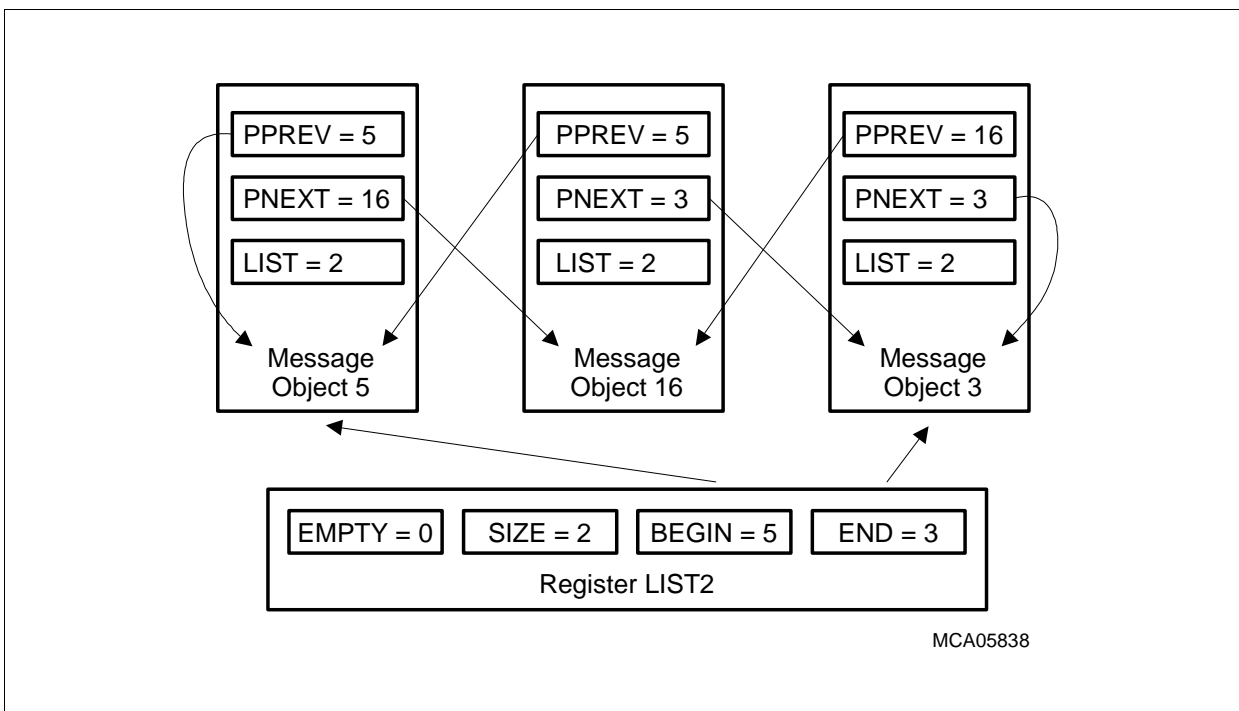 PPREV = 5
PNEXT = 16
LIST = 2
Message
Object 5
PPREV = 5
PNEXT = 3
LIST = 2
Message
Object 16
PPREV = 16
PNEXT = 3
LIST = 2
Message
Object 3
EMPTY = 0
SIZE = 2
BEGIN = 5
END = 3
Register LIST2
MCA05838